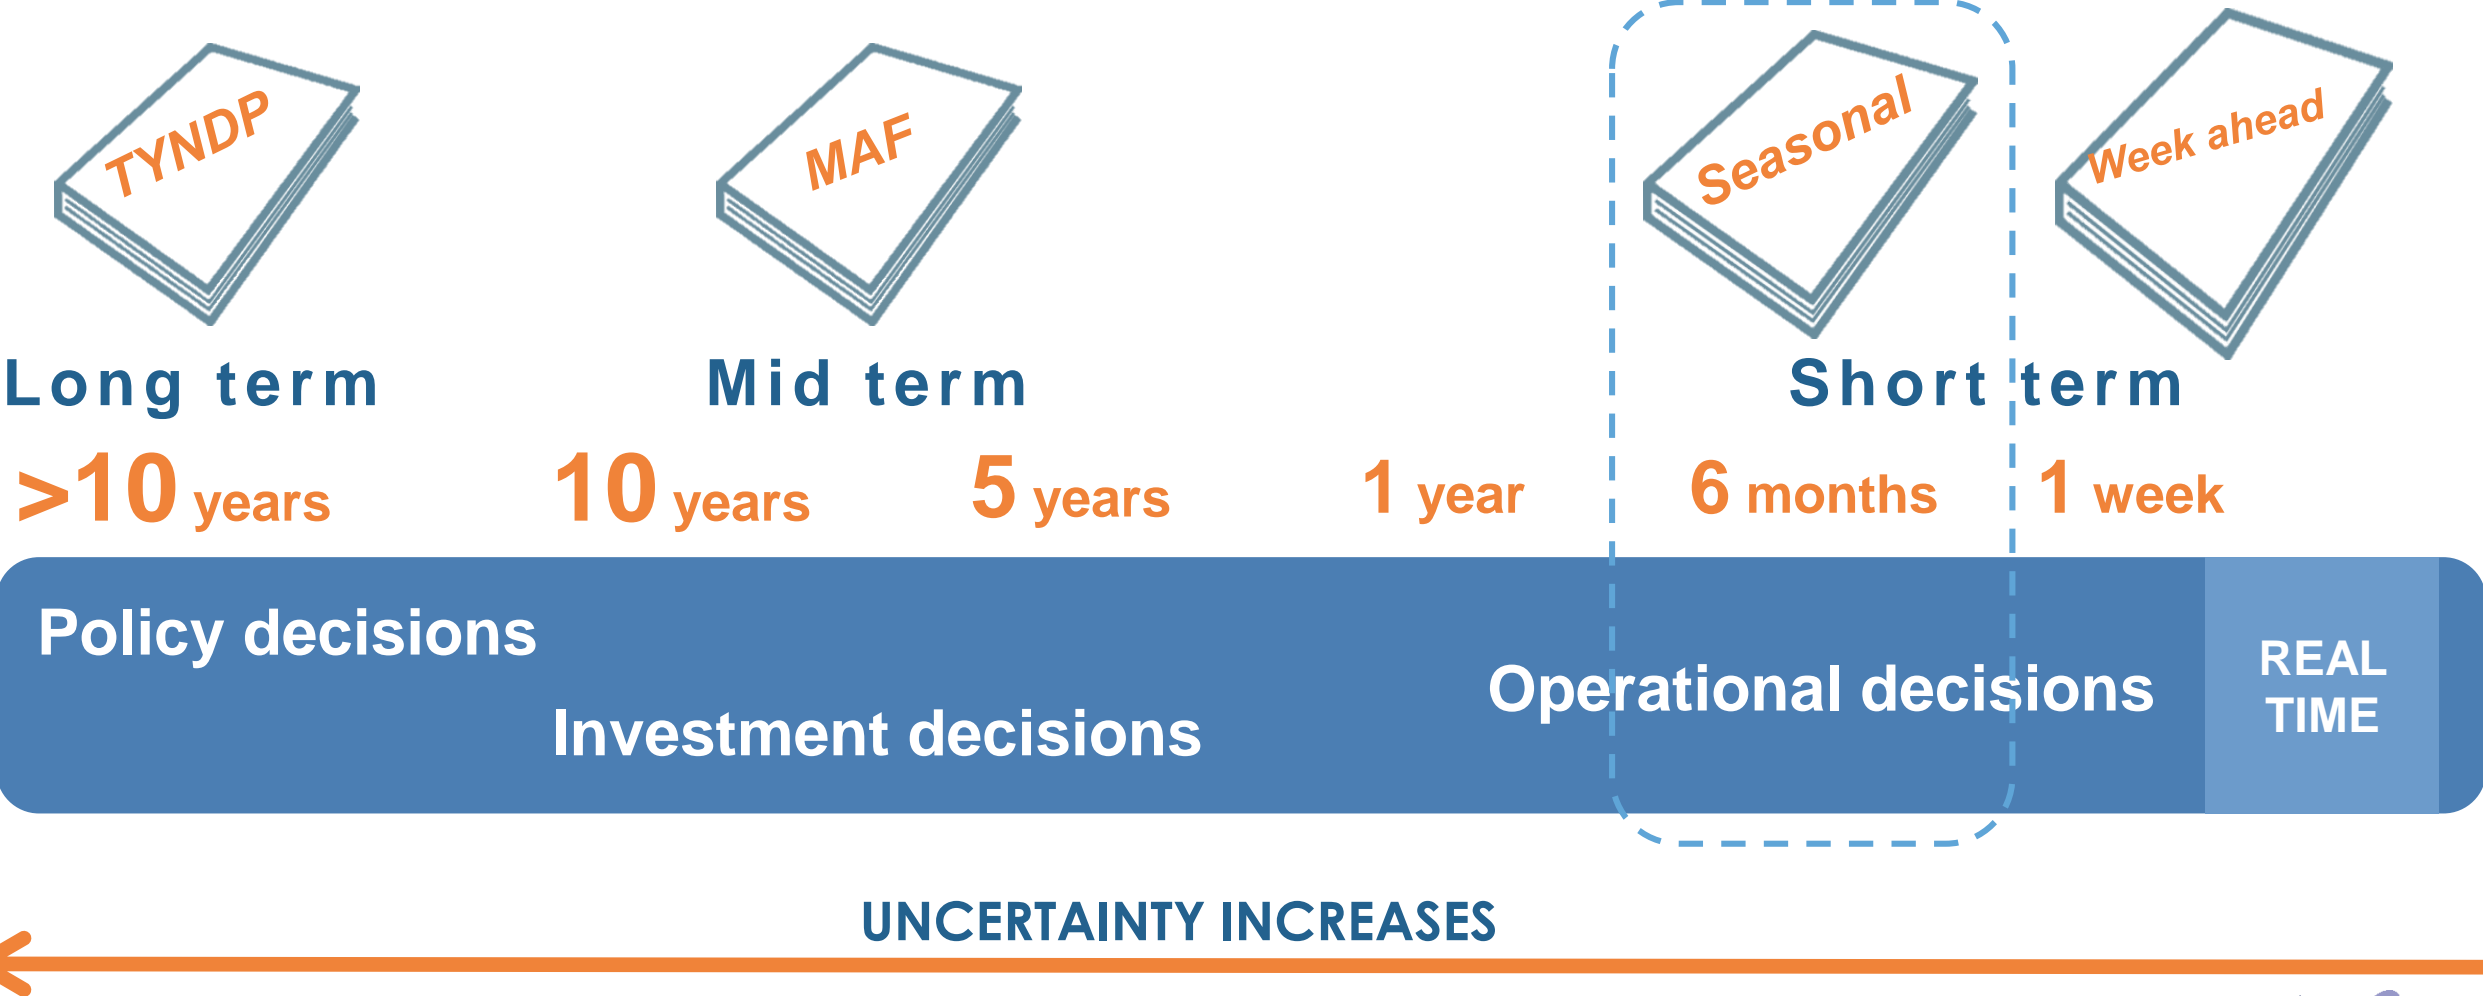 TYNDP
MAF
Seasonal
Week ahead
Long term
Mid term
Short term
>10 years
10 years
5 years
1 year
6 months
1 week
Policy decisions
Investment decisions
Operational decisions
REAL
TIME
UNCERTAINTY INCREASES